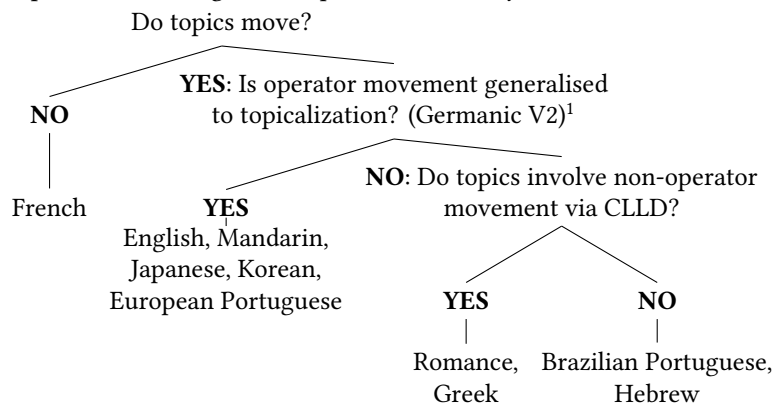 Do topics move?
YES: Is operator movement generalised
to topicalization? (Germanic V2)1
NO
NO: Do topics involve non-operator
movement via CLLD?
French
YES
English, Mandarin,
Japanese, Korean,
European Portuguese
YES
NO
Romance,
Greek
Brazilian Portuguese,
Hebrew